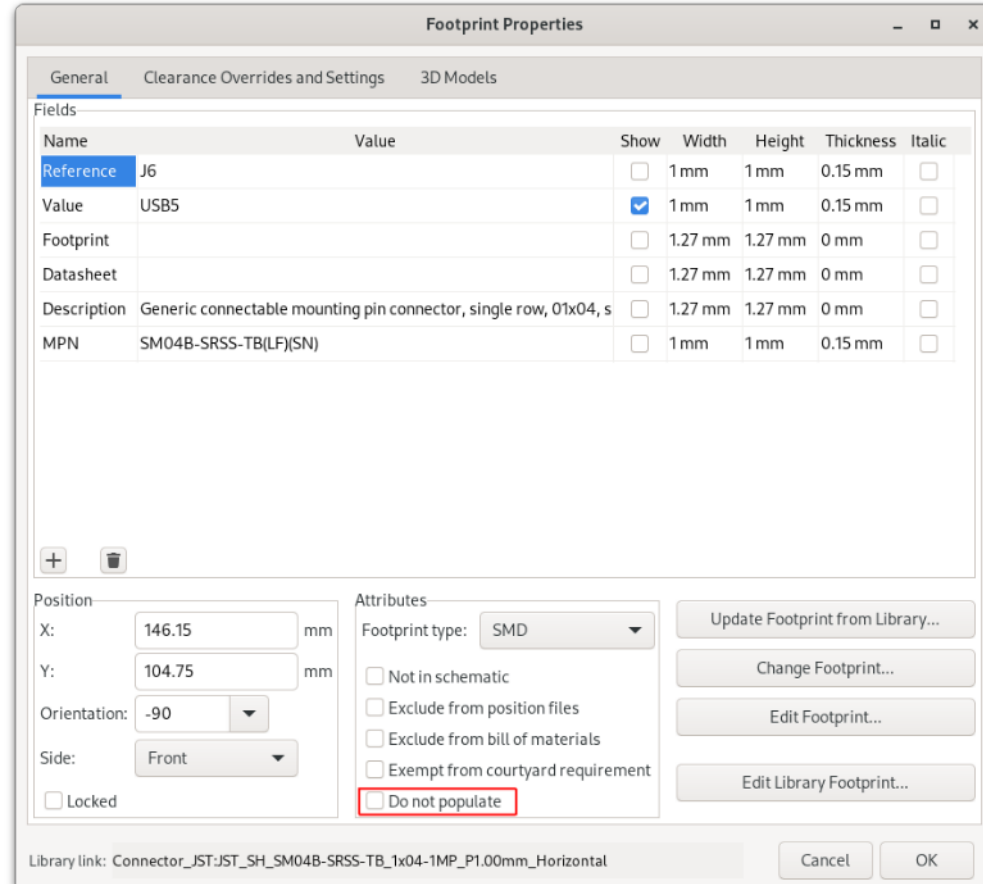 Footprint Properties
General Clearance Overrides and Settings 3D Models
Fields
Name Value Show Width Height Thickness Italic
Reference J6 1 mm 1 mm 0.15 mm
Value USB5 1 mm 1 mm 0.15 mm
Footprint 1.27 mm 1.27 mm 0 mm
Datasheet 1.27 mm 1.27 mm 0 mm
Description Generic connectable mounting pin connector, single row, 01x04, s 1.27 mm 1.27 mm 0 mm
MPN SM04B-SRSS-TB(LF)(SN) 1 mm 1 mm 0.15 mm
Position
X: 146.15 mm
Y: 104.75 mm
Orientation: -90
Side: Front
Locked
Attributes
Footprint type: SMD
Not in schematic
Exclude from position files
Exclude from bill of materials
Exempt from courtyard requirement
Do not populate
Update Footprint from Library...
Change Footprint...
Edit Footprint...
Edit Library Footprint...
Library link: Connector_JST:JST_SH_SM04B-SRSS-TB_1x04-1MP_P1.00mm_Horizontal
Cancel OK